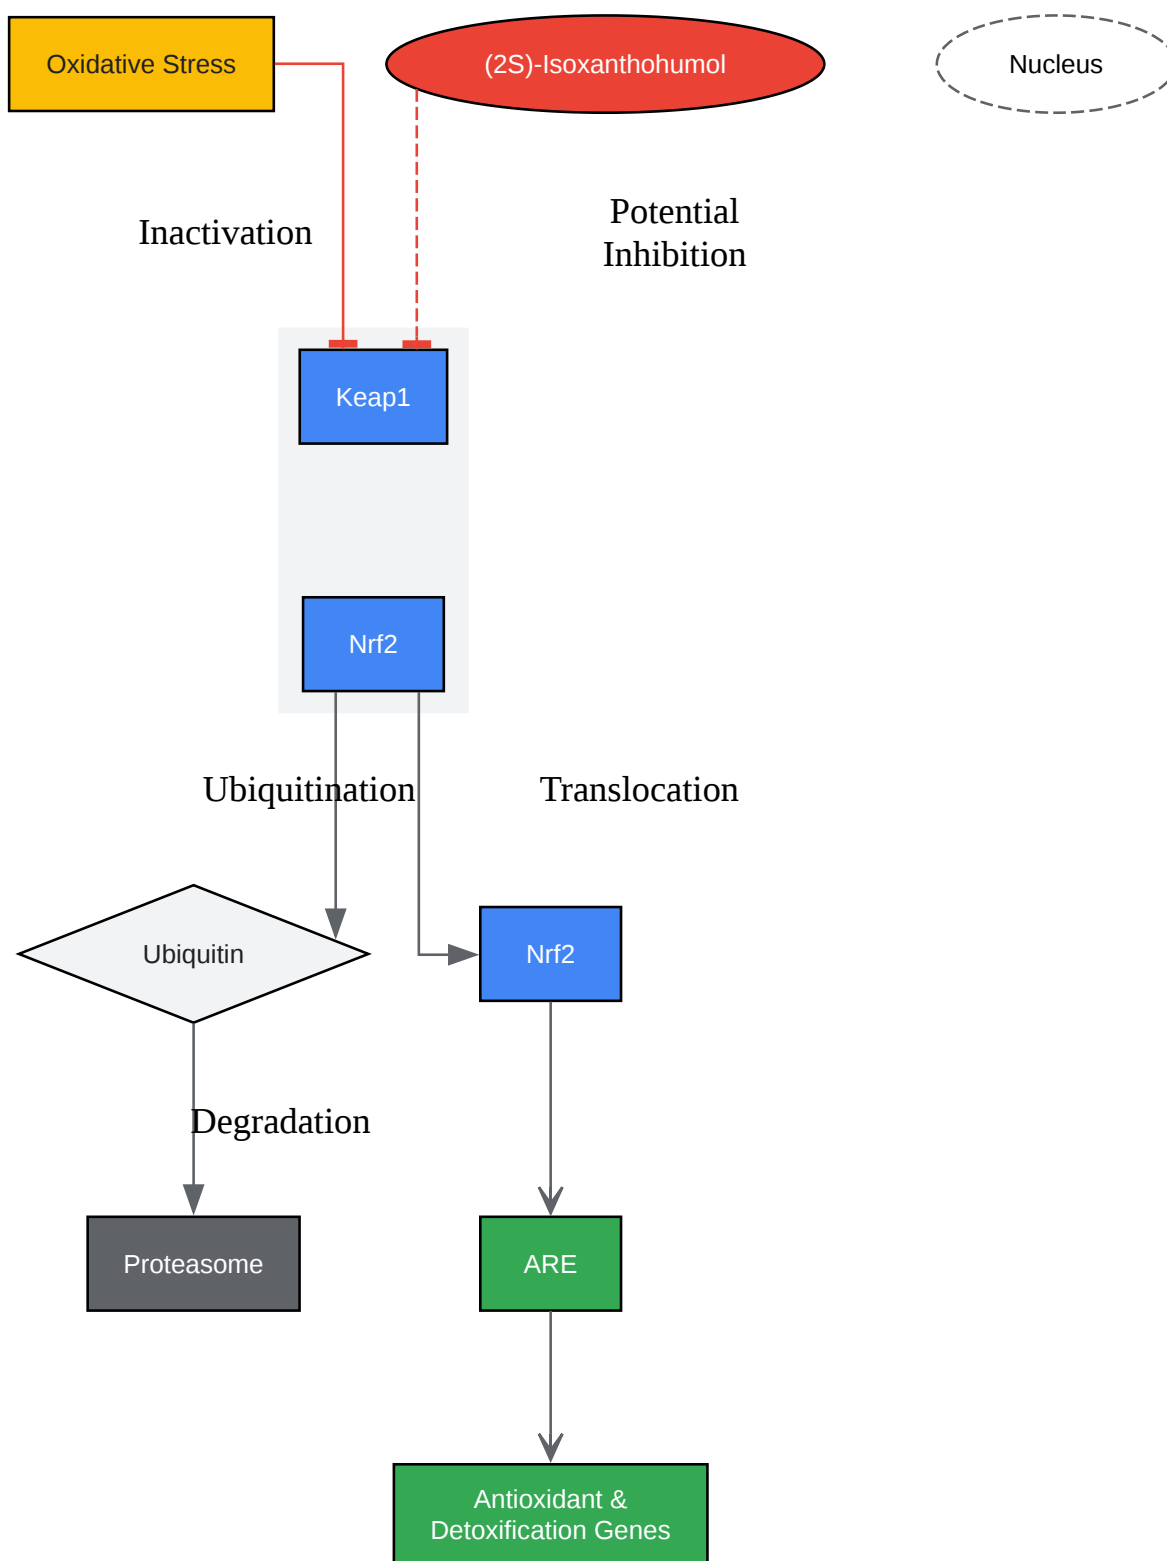 Oxidative Stress
(2S)-Isoxanthohumol
Nucleus
Inactivation
Potential
Inhibition
Keap1
Nrf2
Ubiquitination
Translocation
Ubiquitin
Nrf2
Degradation
Proteasome
ARE
Antioxidant &
Detoxification Genes